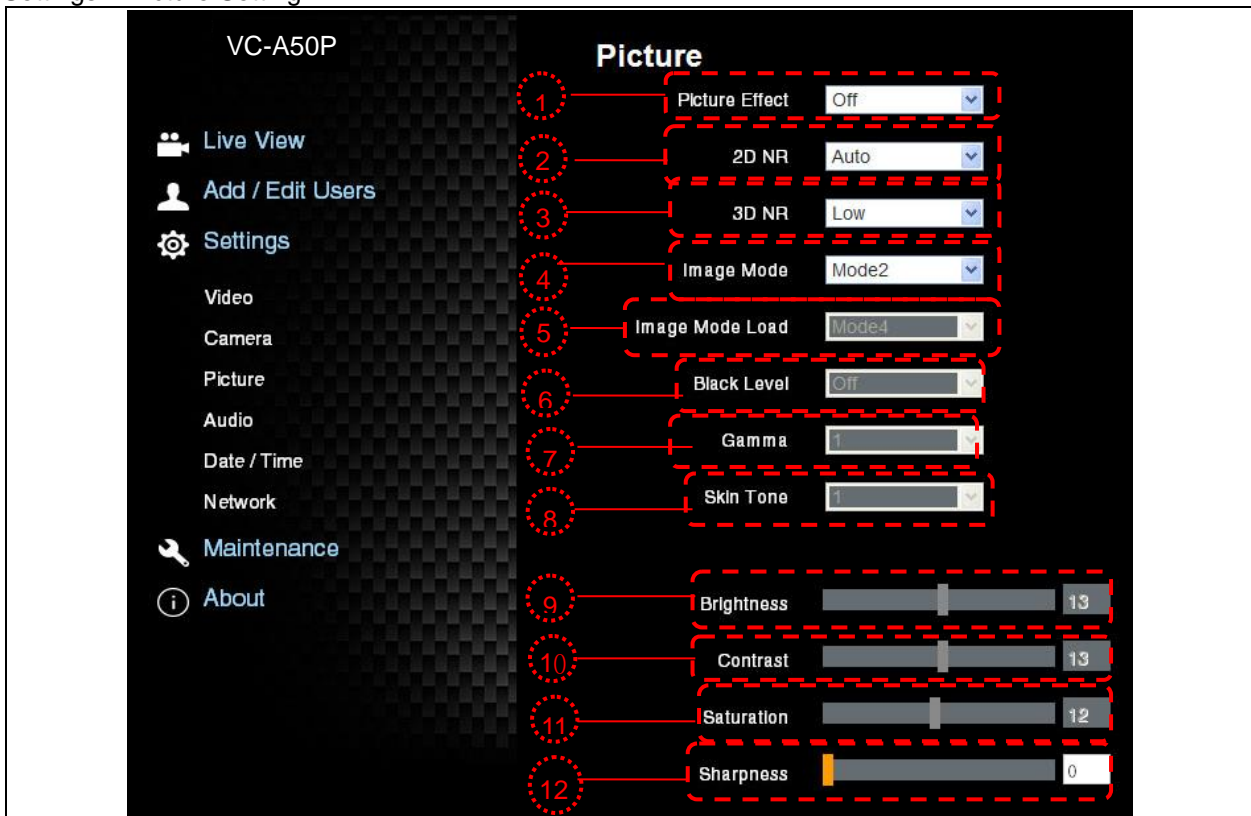 VC-A50P
Live View
Add / Edit Users
Settings
Video
Camera
Picture
Audio
Date / Time
Network
Maintenance
About
Picture
1 Picture Effect Off
2 2D NR Auto
3 3D NR Low
4 Image Mode Mode2
5 Image Mode Load Mode4
6 Black Level Off
7 Gamma 1
8 Skin Tone 1
9 Brightness 13
10 Contrast 13
11 Saturation 12
12 Sharpness 0